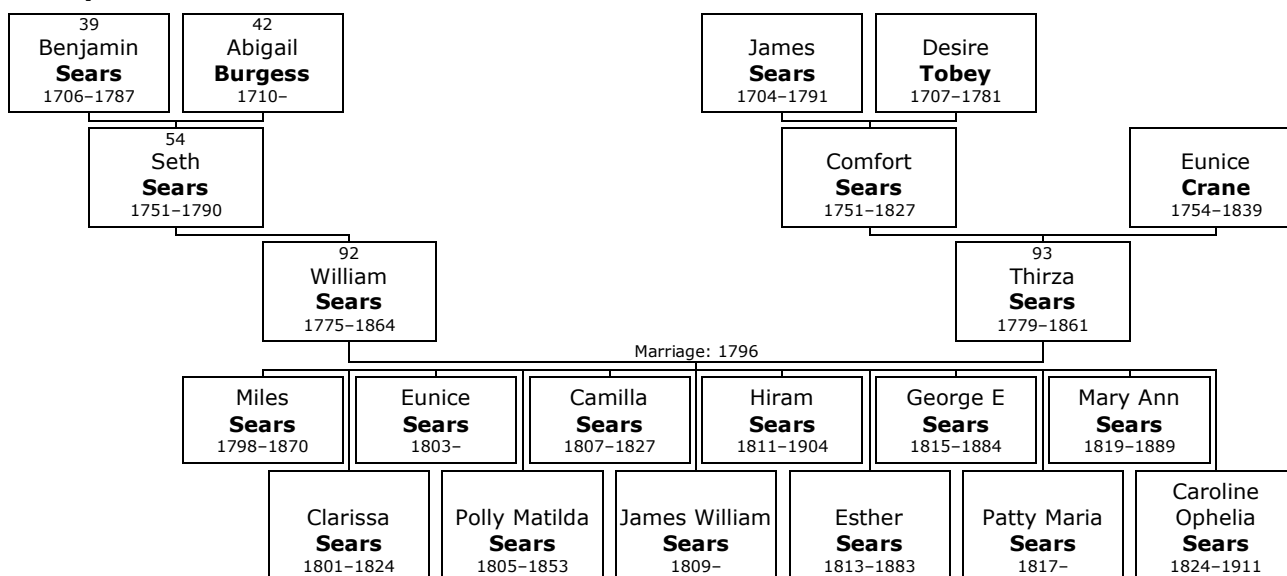 39
Benjamin
Sears
1706–1787
42
Abigail
Burgess
1710–
James
Sears
1704–1791
Desire
Tobey
1707–1781
54
Seth
Sears
1751–1790
Comfort
Sears
1751–1827
Eunice
Crane
1754–1839
92
William
Sears
1775–1864
93
Thirza
Sears
1779–1861
Marriage: 1796
Miles
Sears
1798–1870
Eunice
Sears
1803–
Camilla
Sears
1807–1827
Hiram
Sears
1811–1904
George E
Sears
1815–1884
Mary Ann
Sears
1819–1889
Clarissa
Sears
1801–1824
Polly Matilda
Sears
1805–1853
James William
Sears
1809–
Esther
Sears
1813–1883
Patty Maria
Sears
1817–
Caroline
Ophelia
Sears
1824–1911